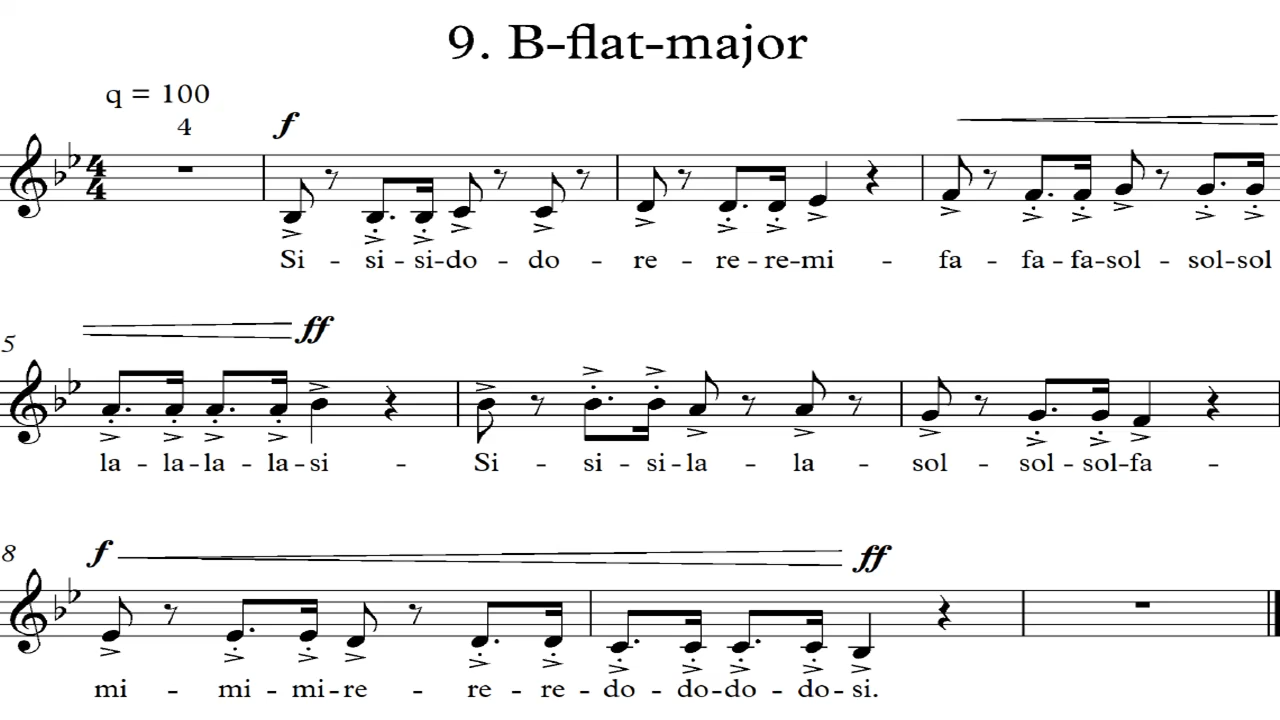 9. B-flat-major
q = 100
4
f
4
4
Si - si - si-do - do - re - re - re-mi - fa - fa - fa-sol - sol-sol
5
ff
la - la-la - la-si - Si - si - si-la - la - sol - sol - sol-fa -
8
f ff
mi - mi - mi-re - re - re - do - do-do - do-si.